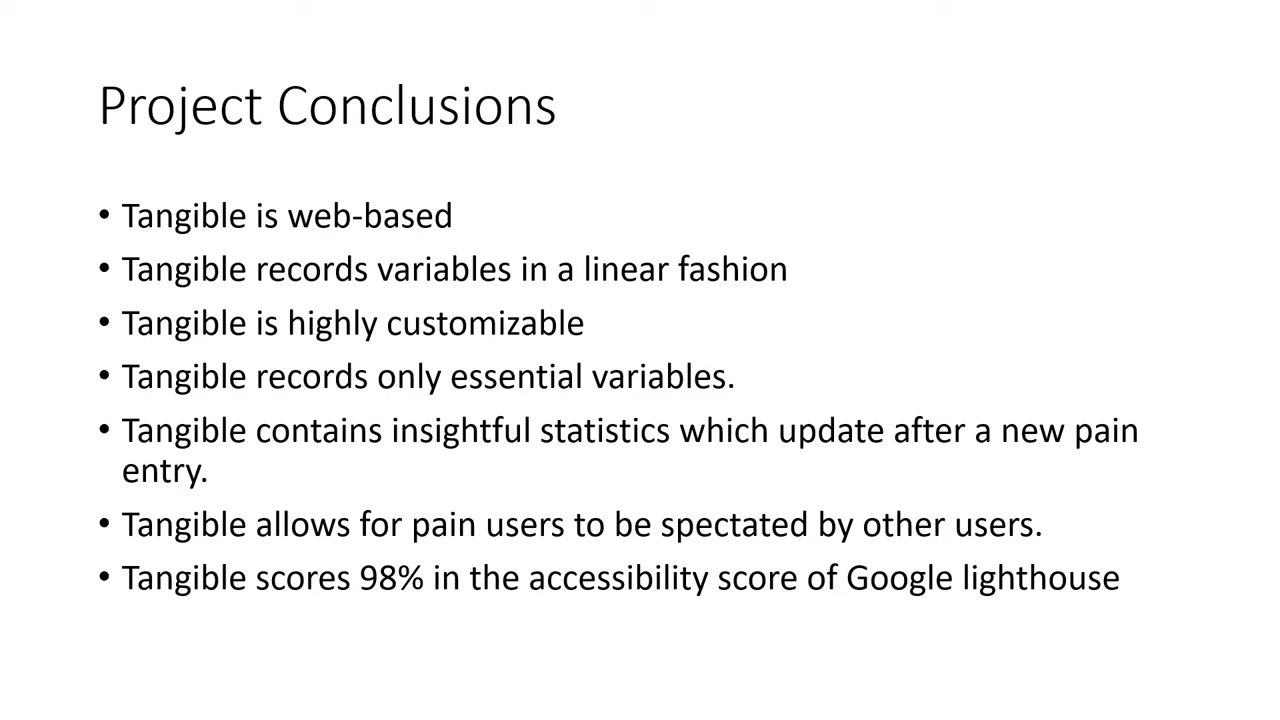 Project Conclusions
• Tangible is web-based
• Tangible records variables in a linear fashion
• Tangible is highly customizable
• Tangible records only essential variables.
• Tangible contains insightful statistics which update after a new pain
entry.
• Tangible allows for pain users to be spectated by other users.
• Tangible scores 98% in the accessibility score of Google lighthouse